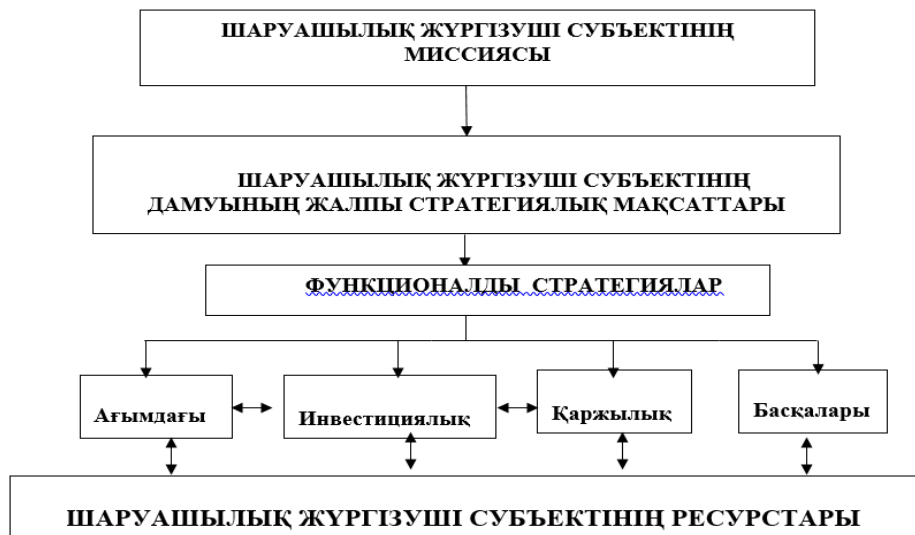 ШАРУАШЫЛЫҚ ЖҮРГІЗУШІ СУБЪЕКТІНІҢ
МИССИЯСЫ
ШАРУАШЫЛЫҚ ЖҮРГІЗУШІ СУБЪЕКТІНІҢ
ДАМУЫНЫҢ ЖАЛПЫ СТРАТЕГИЯЛЫҚ МАҚСАТТАРЫ
ФУНКЦИОНАЛДЫ СТРАТЕГИЯЛАР
Ағымдағы
Инвестициялық
Қаржылық
Басқалары
ШАРУАШЫЛЫҚ ЖҮРГІЗУШІ СУБЪЕКТІНІҢ РЕСУРСТАРЫ